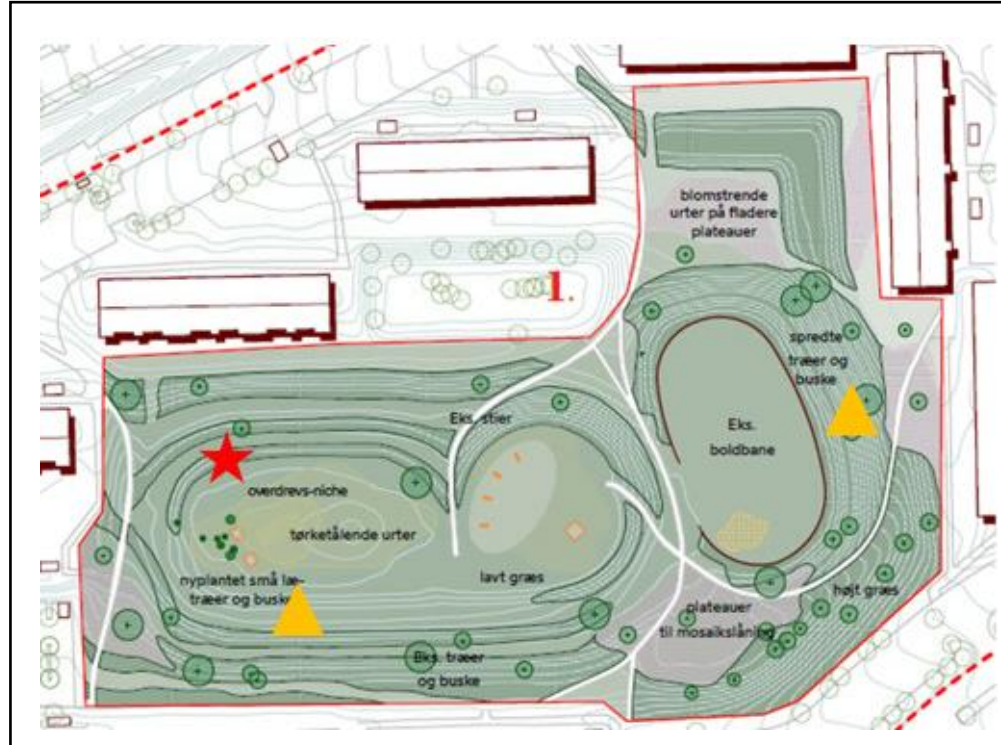 blomstrende
urter på fladere
plateauer
1.
spredte
træer og
buske
Eks. stier
Eks.
boldbane
overdrevs-niche
tørketålende urter
lavt græs
nyplantet små læ-
træer og buske
højt græs
plateauer
til mosaikslåning
Eks. træer
og buske